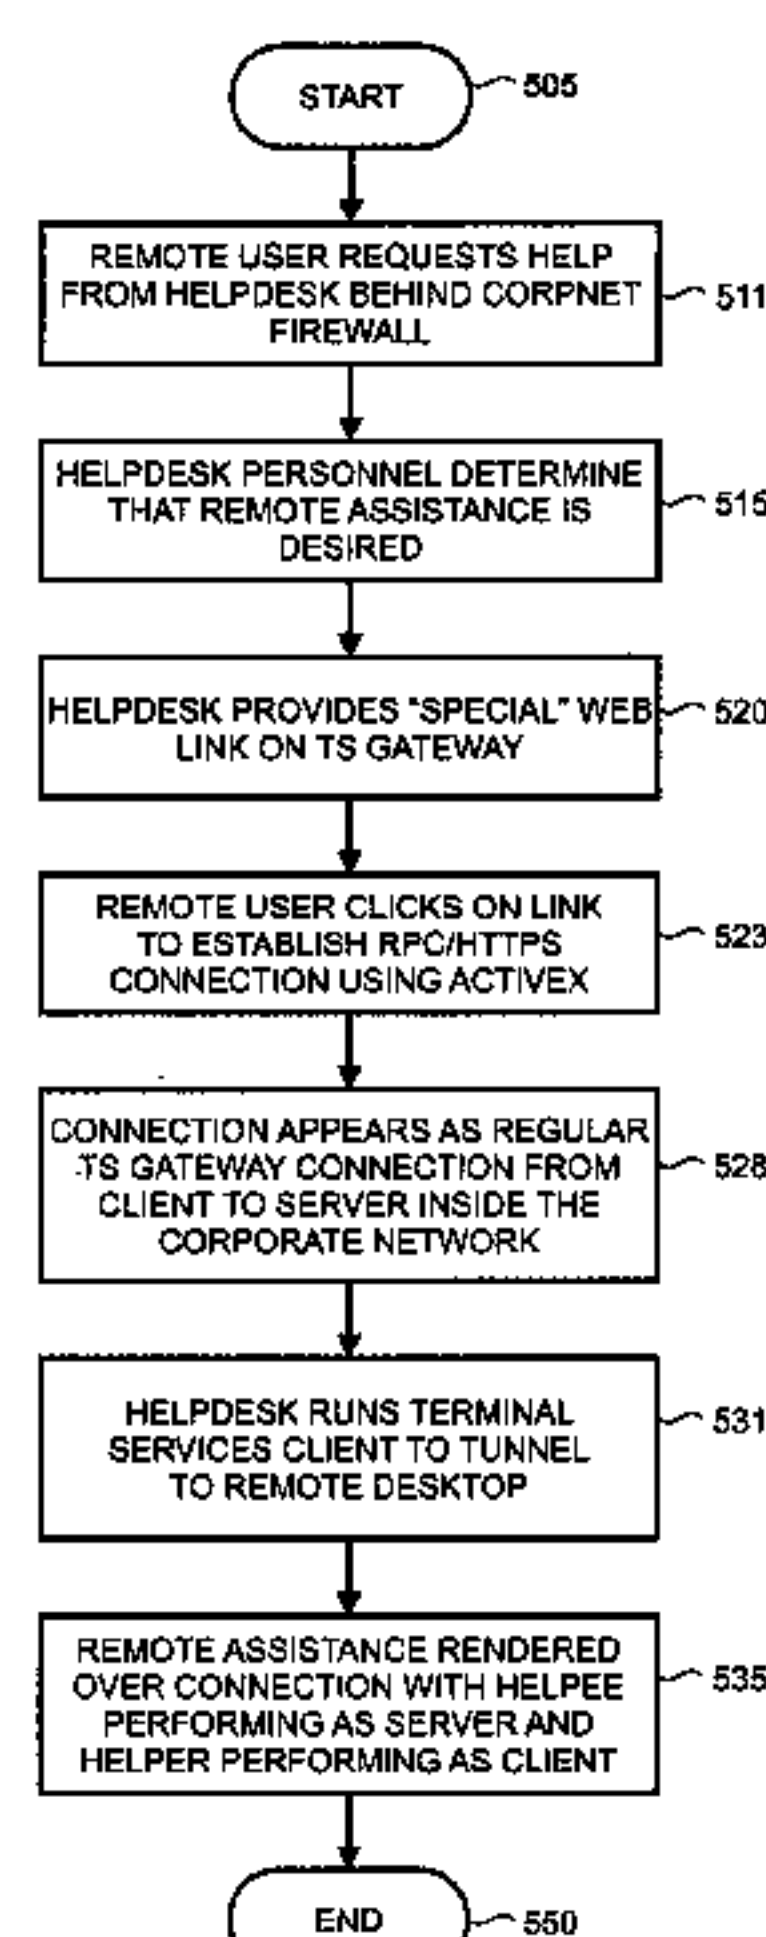 START
505
REMOTE USER REQUESTS HELP
FROM HELPDESK BEHIND CORPNET
FIREWALL
511
HELPDESK PERSONNEL DETERMINE
THAT REMOTE ASSISTANCE IS
DESIRED
515
HELPDESK PROVIDES "SPECIAL" WEB
LINK ON TS GATEWAY
520
REMOTE USER CLICKS ON LINK
TO ESTABLISH RPC/HTTPS
CONNECTION USING ACTIVEX
523
CONNECTION APPEARS AS REGULAR
TS GATEWAY CONNECTION FROM
CLIENT TO SERVER INSIDE THE
CORPORATE NETWORK
528
HELPDESK RUNS TERMINAL
SERVICES CLIENT TO TUNNEL
TO REMOTE DESKTOP
531
REMOTE ASSISTANCE RENDERED
OVER CONNECTION WITH HELPEE
PERFORMING AS SERVER AND
HELPER PERFORMING AS CLIENT
535
END
550